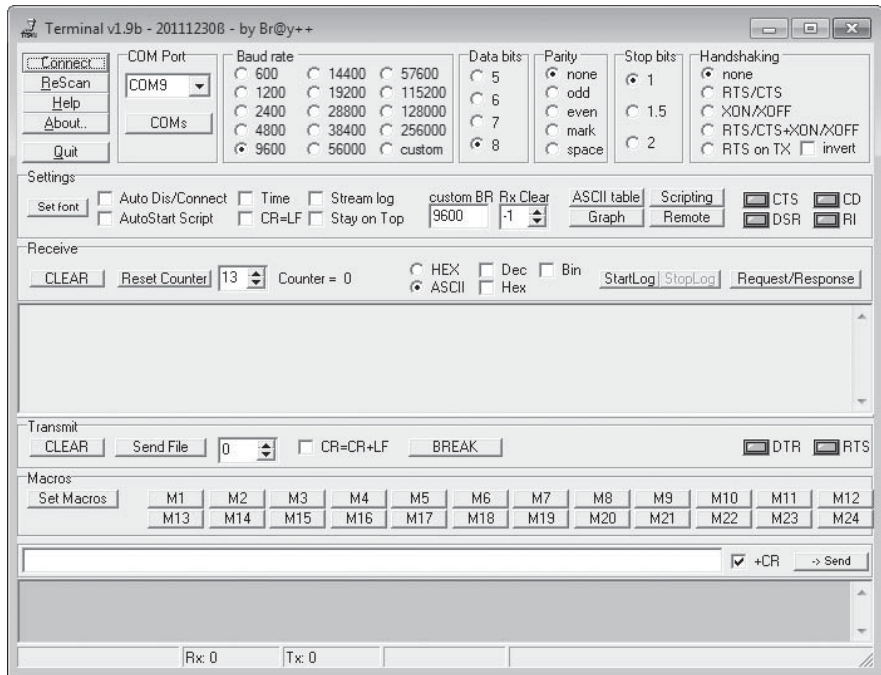 Terminal v1.9b - 20111230ß - by Br@y++
Connect
ReScan
Help
About..
Quit
COM Port
COM9
COMs
Baud rate
600 14400 57600
1200 19200 115200
2400 28800 128000
4800 38400 256000
9600 56000 custom
Data bits
5
6
7
8
Parity
none
odd
even
mark
space
Stop bits
1
1.5
2
Handshaking
none
RTS/CTS
XON/XOFF
RTS/CTS+XON/XOFF
RTS on TX invert
Settings
Set font
Auto Dis/Connect Time Stream log
AutoStart Script CR=LF Stay on Top
custom BR Rx Clear
9600 -1
ASCII table Scripting
Graph Remote
CTS CD
DSR RI
Receive
CLEAR Reset Counter 13 Counter = 0
HEX Dec Bin
ASCII Hex
StartLog StopLog Request/Response
Transmit
CLEAR Send File 0 CR=CR+LF BREAK DTR RTS
Macros
Set Macros M1 M2 M3 M4 M5 M6 M7 M8 M9 M10 M11 M12
M13 M14 M15 M16 M17 M18 M19 M20 M21 M22 M23 M24
+CR -> Send
Rx: 0 Tx: 0